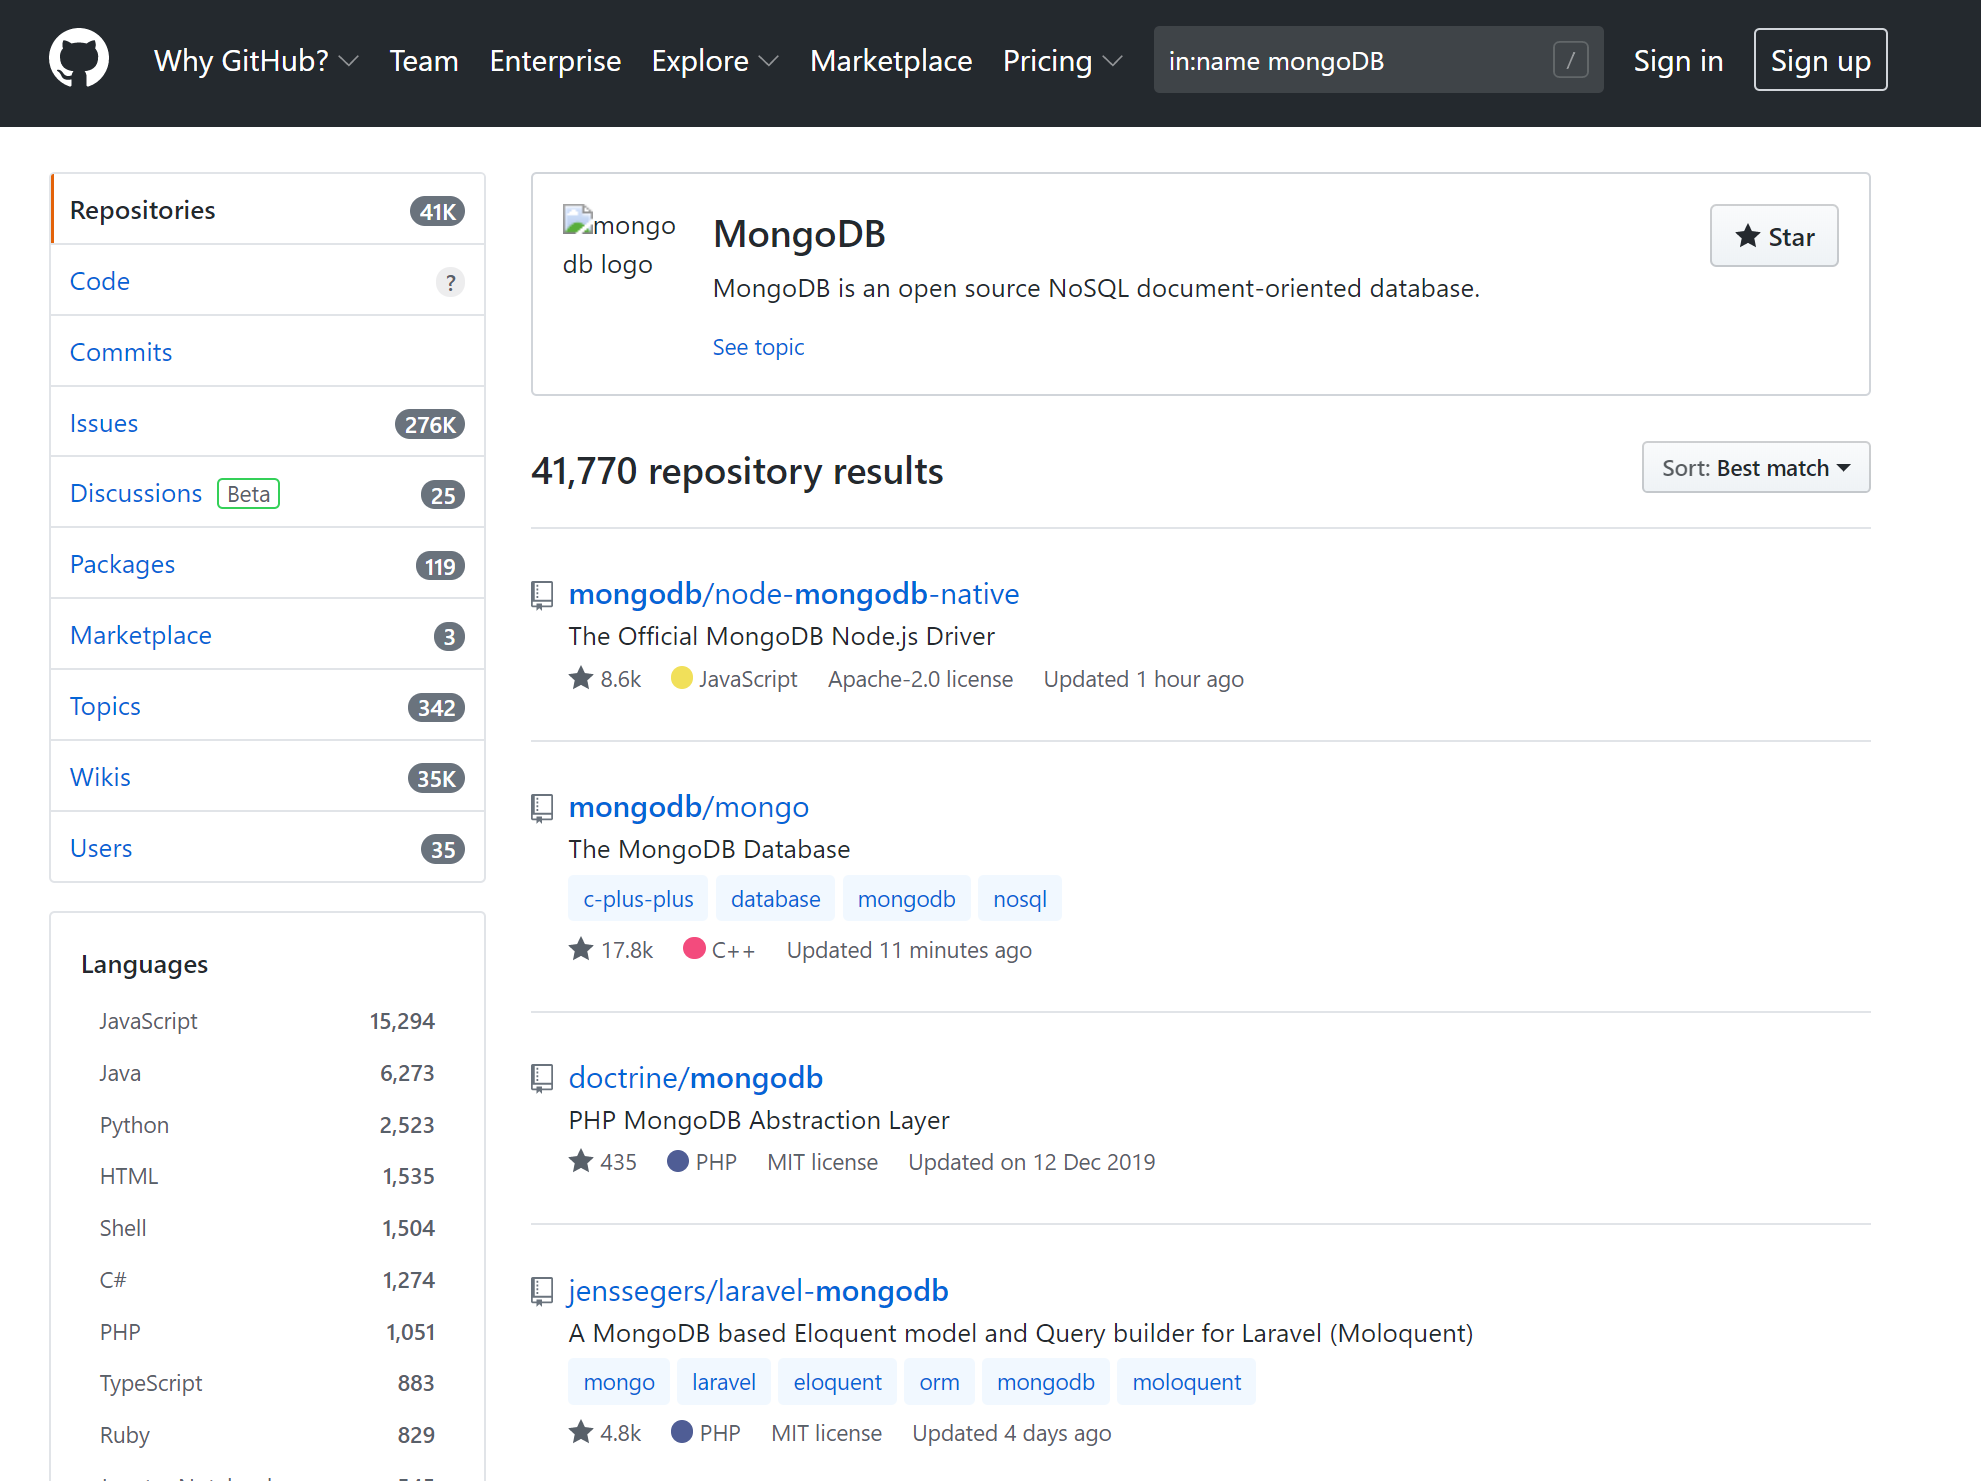 Why GitHub? Team Enterprise Explore Marketplace Pricing in:name mongoDB / Sign in Sign up
Repositories 41K
Code ?
Commits
Issues 276K
Discussions Beta 25
Packages 119
Marketplace 3
Topics 342
Wikis 35K
Users 35
Languages
JavaScript 15,294
Java 6,273
Python 2,523
HTML 1,535
Shell 1,504
C# 1,274
PHP 1,051
TypeScript 883
Ruby 829
mongo
db logo
MongoDB
Star
MongoDB is an open source NoSQL document-oriented database.
See topic
41,770 repository results
Sort: Best match
mongodb/node-mongodb-native
The Official MongoDB Node.js Driver
8.6k JavaScript Apache-2.0 license Updated 1 hour ago
mongodb/mongo
The MongoDB Database
c-plus-plus database mongodb nosql
17.8k C++ Updated 11 minutes ago
doctrine/mongodb
PHP MongoDB Abstraction Layer
435 PHP MIT license Updated on 12 Dec 2019
jenssegers/laravel-mongodb
A MongoDB based Eloquent model and Query builder for Laravel (Moloquent)
mongo laravel eloquent orm mongodb moloquent
4.8k PHP MIT license Updated 4 days ago